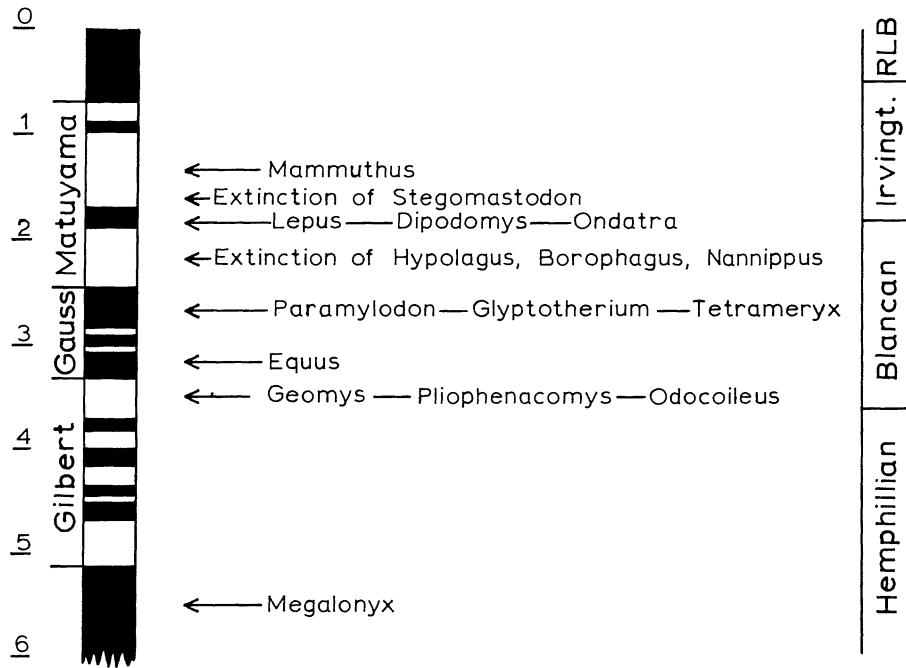 0
1
2
3
4
5
6
Matuyama
Gauss
Gilbert
Mammuthus
Extinction of Stegomastodon
Lepus — Dipodomys — Ondatra
Extinction of Hypolagus, Borophagus, Nannippus
Paramylodon — Glyptotherium — Tetrameryx
Equus
Geomys — Pliophenacomys — Odocoileus
Megalonyx
RLB
Irvingt.
Blancan
Hemphillian